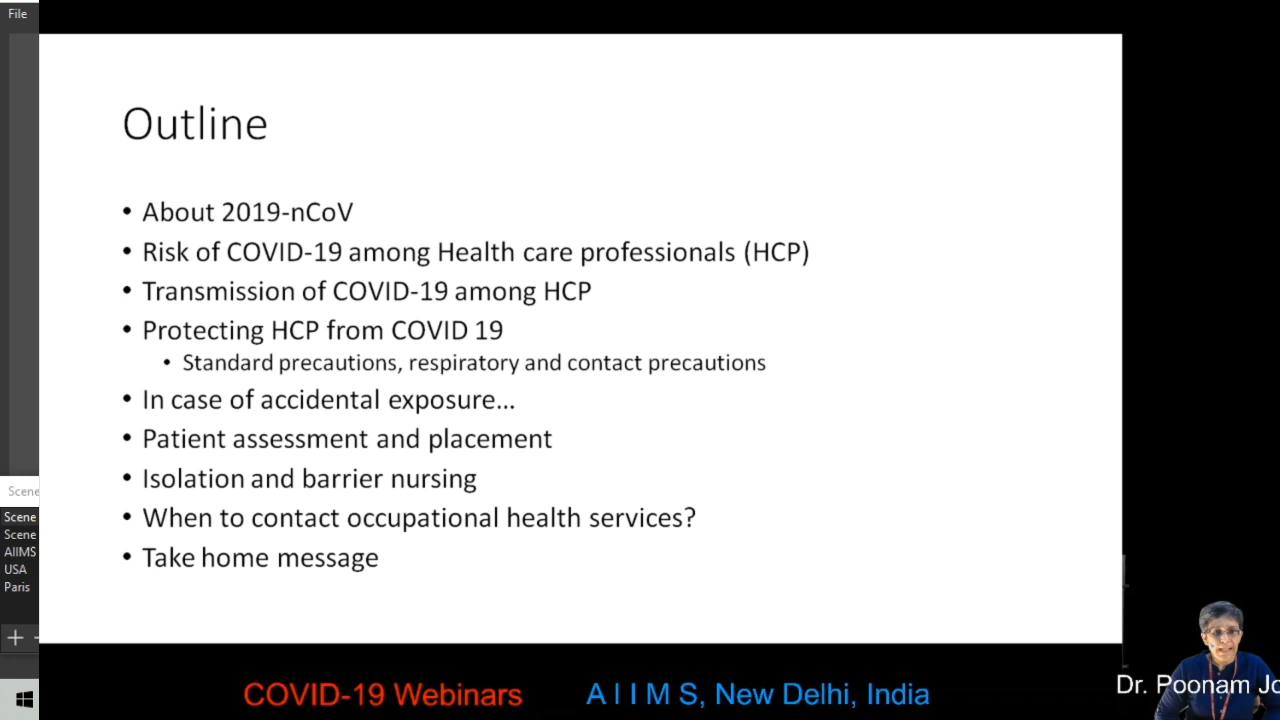 File
Outline
• About 2019-nCoV
• Risk of COVID-19 among Health care professionals (HCP)
• Transmission of COVID-19 among HCP
• Protecting HCP from COVID 19
• Standard precautions, respiratory and contact precautions
• In case of accidental exposure...
• Patient assessment and placement
• Isolation and barrier nursing
• When to contact occupational health services?
• Take home message
Scene
Scene
Scene
AIIMS
USA
Paris
Dr. Poonam Jo
COVID-19 Webinars
A I I M S, New Delhi, India